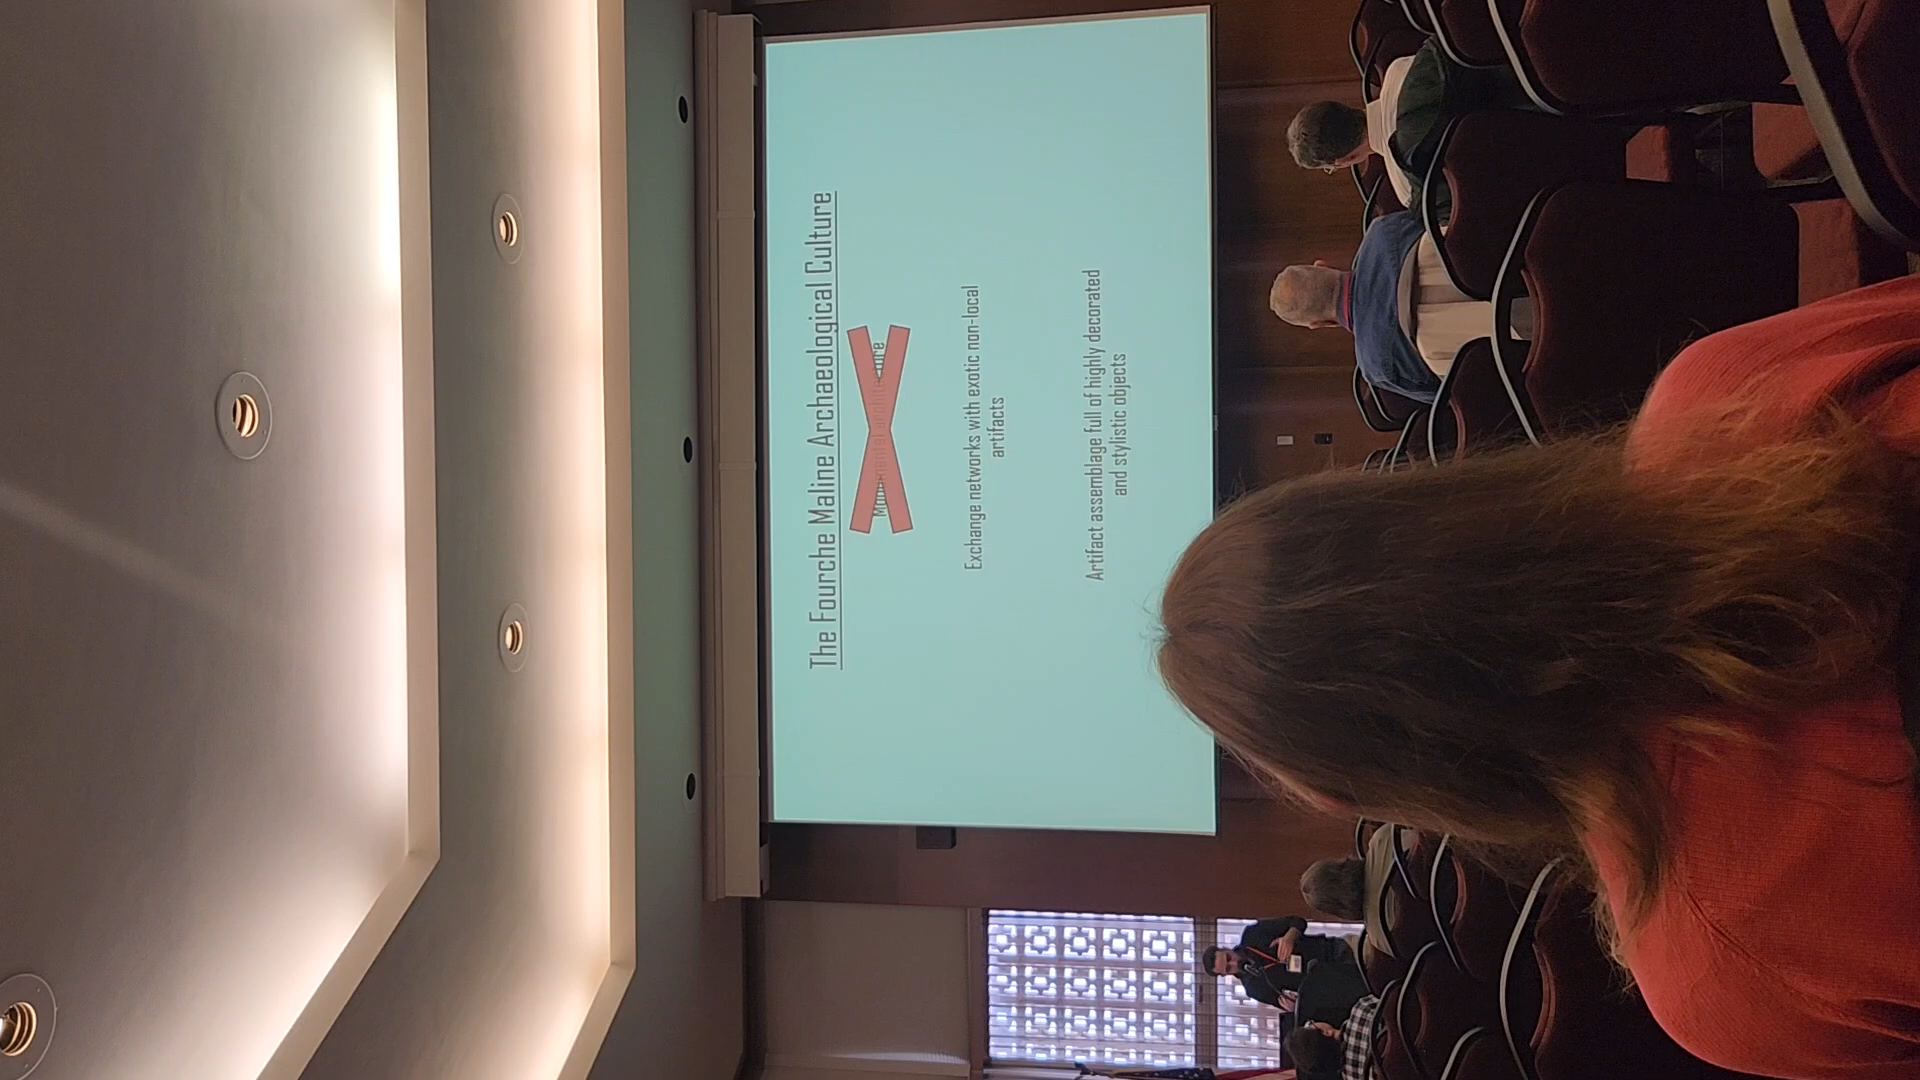 The Fourche Maline Archaeological Culture
Exchange networks with exotic non-local
artifacts
Artifact assemblage full of highly decorated
and stylistic objects